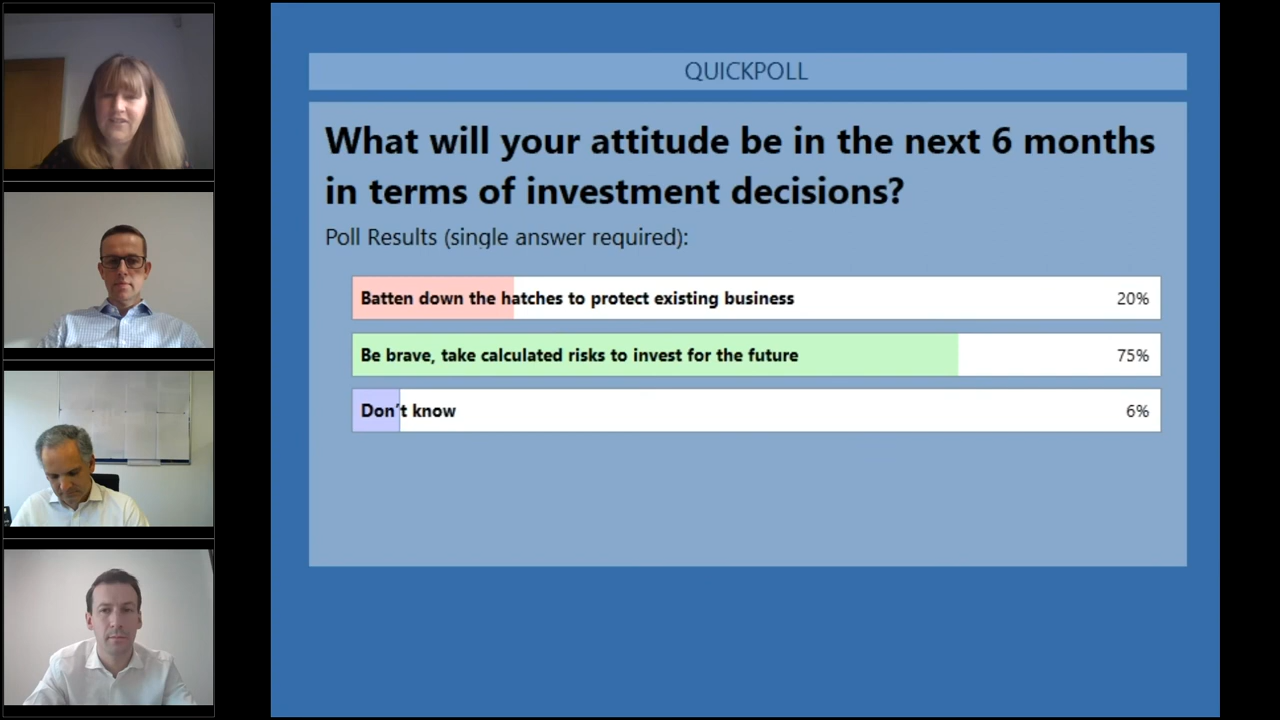 QUICKPOLL
What will your attitude be in the next 6 months
in terms of investment decisions?
Poll Results (single answer required):
Batten down the hatches to protect existing business 20%
Be brave, take calculated risks to invest for the future 75%
Don’t know 6%